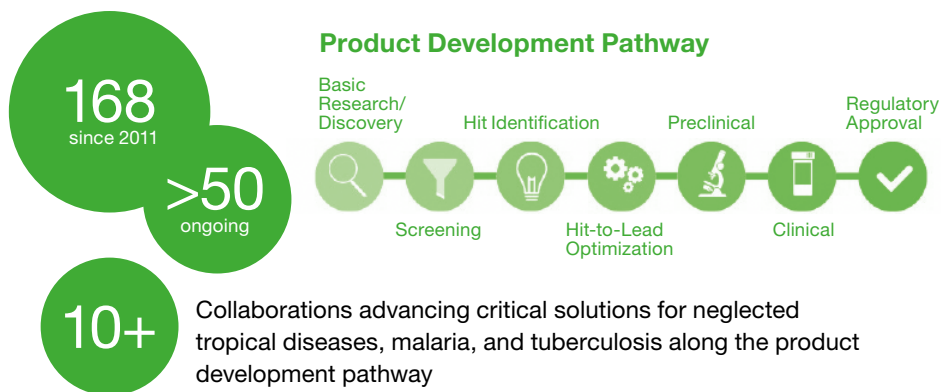 168
since 2011
>50
ongoing
10+
Product Development Pathway
Basic
Research/
Discovery
Screening
Hit Identification
Hit-to-Lead
Optimization
Preclinical
Clinical
Regulatory
Approval
Collaborations advancing critical solutions for neglected
tropical diseases, malaria, and tuberculosis along the product
development pathway